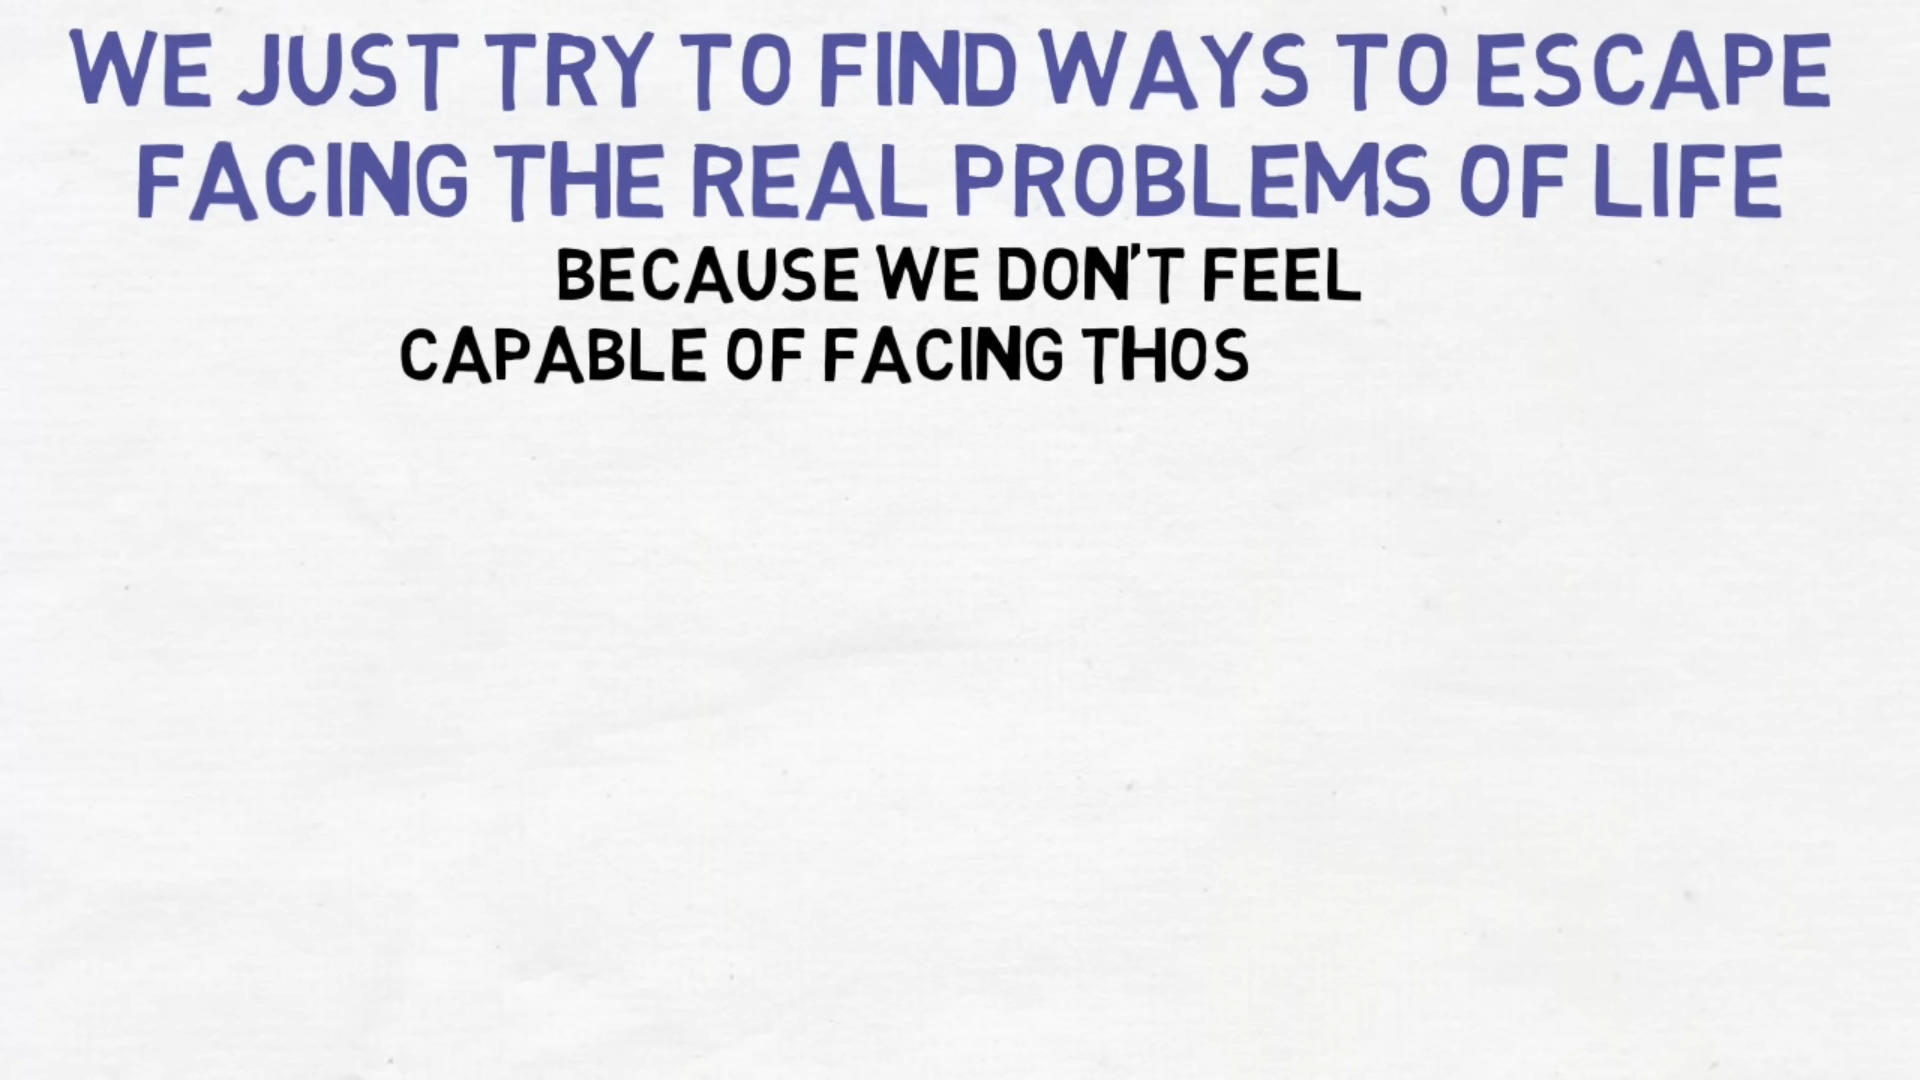 WE JUST TRY TO FIND WAYS TO ESCAPE
FACING THE REAL PROBLEMS OF LIFE
BECAUSE WE DON'T FEEL
CAPABLE OF FACING THOS